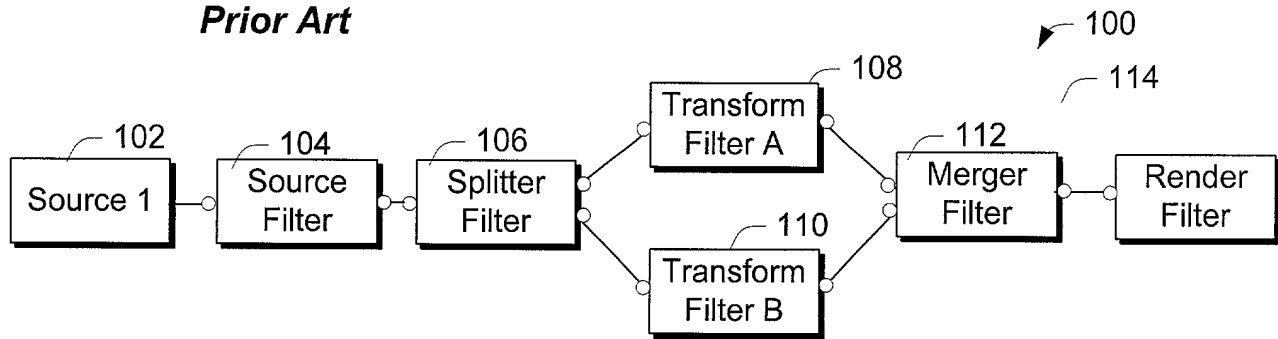 Prior Art
100
108
114
Transform
Filter A
102
104
106
112
Source 1
Source
Filter
Splitter
Filter
Merger
Filter
Render
Filter
110
Transform
Filter B